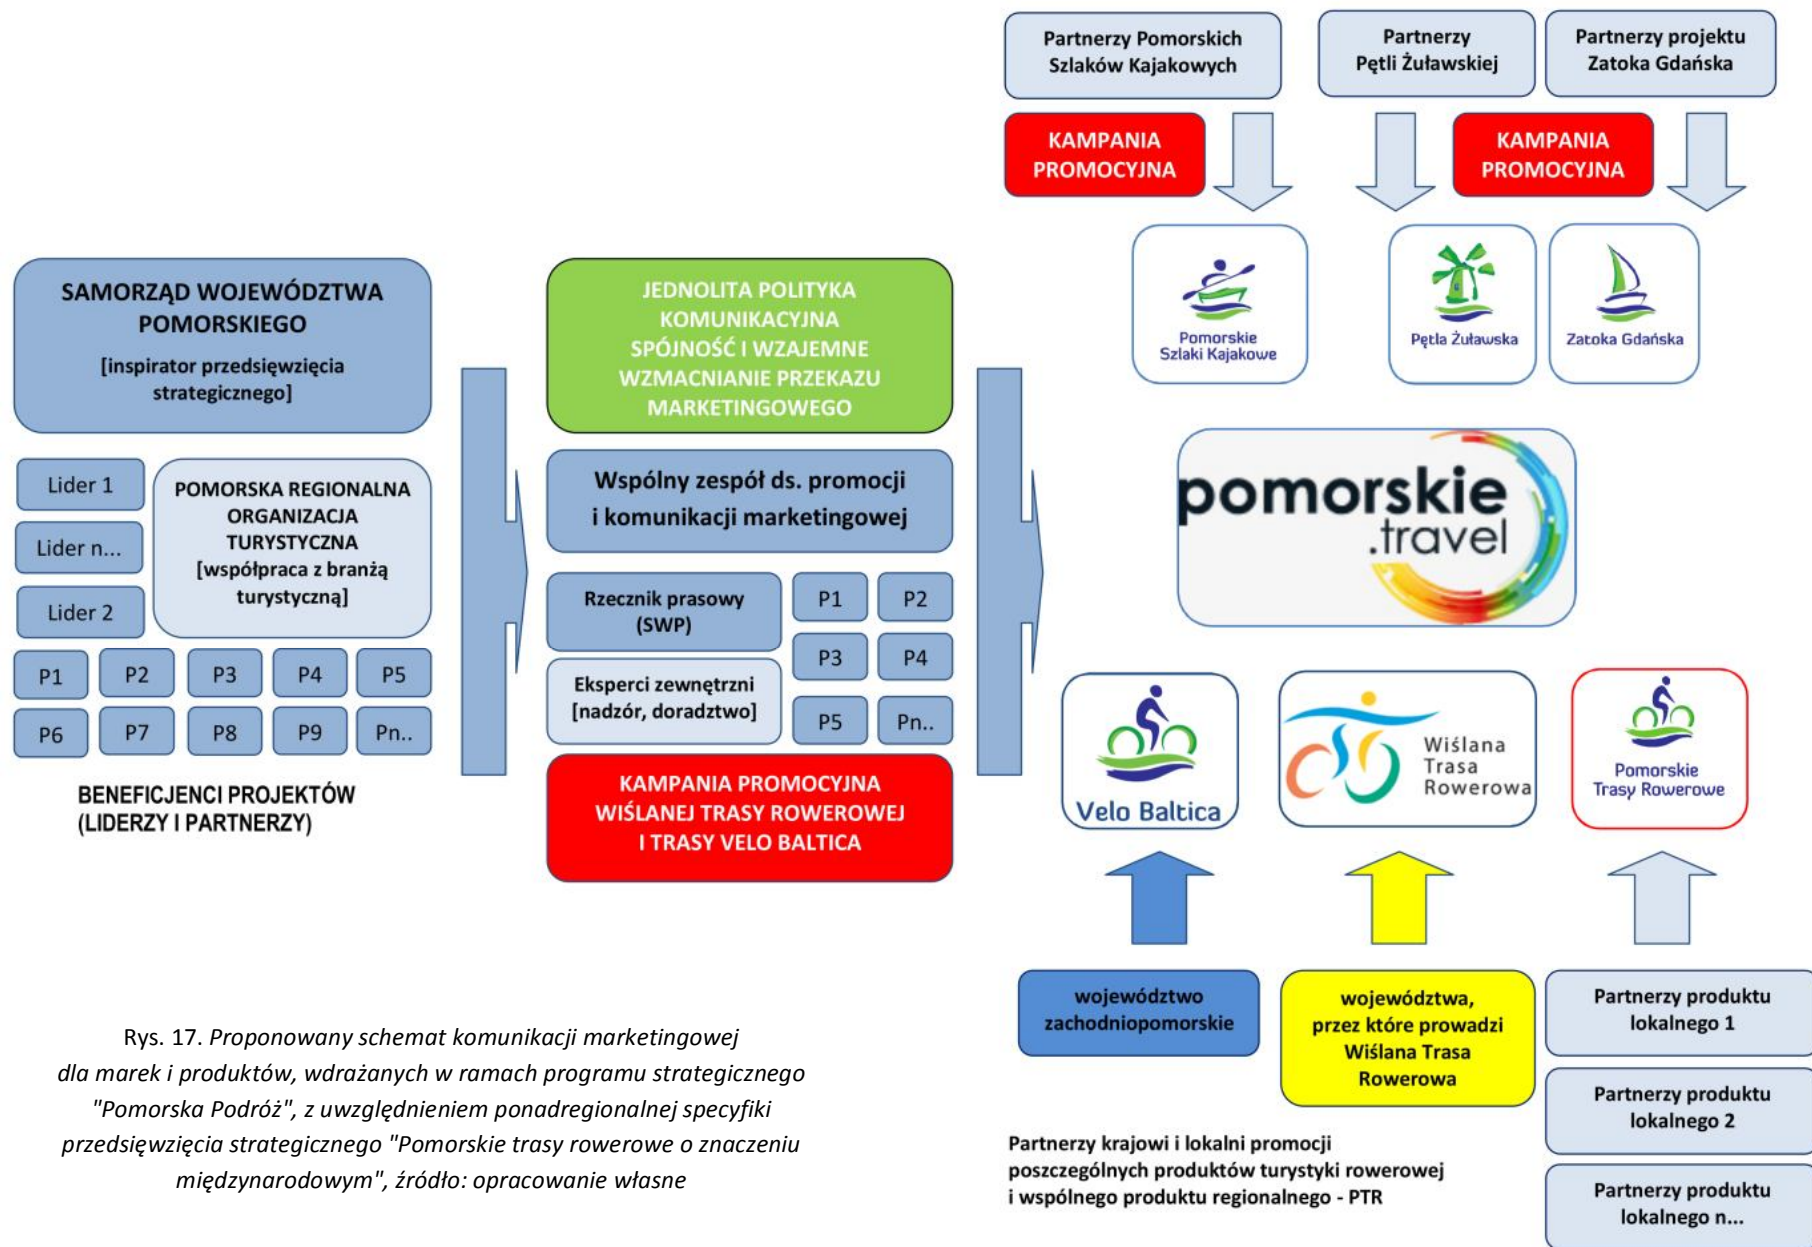 Partnerzy Pomorskich
Szlaków Kajakowych
Partnerzy
Pętli Żuławskiej
Partnerzy projektu
Zatoka Gdańska
KAMPANIA
PROMOCYJNA
KAMPANIA
PROMOCYJNA
Pomorskie
Szlaki Kajakowe
Pętla Żuławska
Zatoka Gdańska
SAMORZĄD WOJEWÓDZTWA
POMORSKIEGO
[inspirator przedsięwzięcia
strategicznego]
Lider 1
Lider n...
Lider 2
POMORSKA REGIONALNA
ORGANIZACJA
TURYSTYCZNA
[współpraca z branżą
turystyczną]
P1
P2
P3
P4
P5
P6
P7
P8
P9
Pn..
BENEFICJENCI PROJEKTÓW
(LIDERZY I PARTNERZY)
JEDNOLITA POLITYKA
KOMUNIKACYJNA
SPÓJNOŚĆ I WZAJEMNE
WZMACNIANIE PRZEKAZU
MARKETINGOWEGO
Wspólny zespół ds. promocji
i komunikacji marketingowej
Rzecznik prasowy
(SWP)
Eksperci zewnętrzni
[nadzór, doradztwo]
P1
P2
P3
P4
P5
Pn..
KAMPANIA PROMOCYJNA
WIŚLANEJ TRASY ROWEROWEJ
I TRASY VELO BALTICA
pomorskie
.travel
Velo Baltica
Wiślana
Trasa
Rowerowa
Pomorskie
Trasy Rowerowe
województwo
zachodniopomorskie
województwa,
przez które prowadzi
Wiślana Trasa
Rowerowa
Partnerzy produktu
lokalnego 1
Partnerzy produktu
lokalnego 2
Partnerzy produktu
lokalnego n...
Partnerzy krajowi i lokalni promocji
poszczególnych produktów turystyki rowerowej
i wspólnego produktu regionalnego - PTR
Rys. 17. Proponowany schemat komunikacji marketingowej
dla marek i produktów, wdrażanych w ramach programu strategicznego
"Pomorska Podróż", z uwzględnieniem ponadregionalnej specyfiki
przedsięwzięcia strategicznego "Pomorskie trasy rowerowe o znaczeniu
międzynarodowym", źródło: opracowanie własne